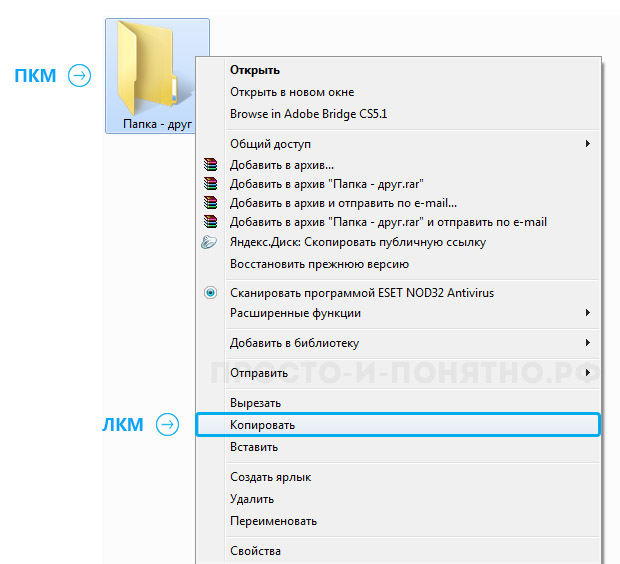 ПКМ
Папка - друг
Открыть
Открыть в новом окне
Browse in Adobe Bridge CS5.1
Общий доступ
Добавить в архив...
Добавить в архив "Папка - друг.rar"
Добавить в архив и отправить по e-mail...
Добавить в архив "Папка - друг.rar" и отправить по e-mail
Яндекс.Диск: Скопировать публичную ссылку
Восстановить прежнюю версию
Сканировать программой ESET NOD32 Antivirus
Расширенные функции
Добавить в библиотеку
Отправить
ПРОСТО-И-ПОНЯТНО.РФ
Вырезать
ЛКМ
Копировать
Вставить
Создать ярлык
Удалить
Переименовать
Свойства